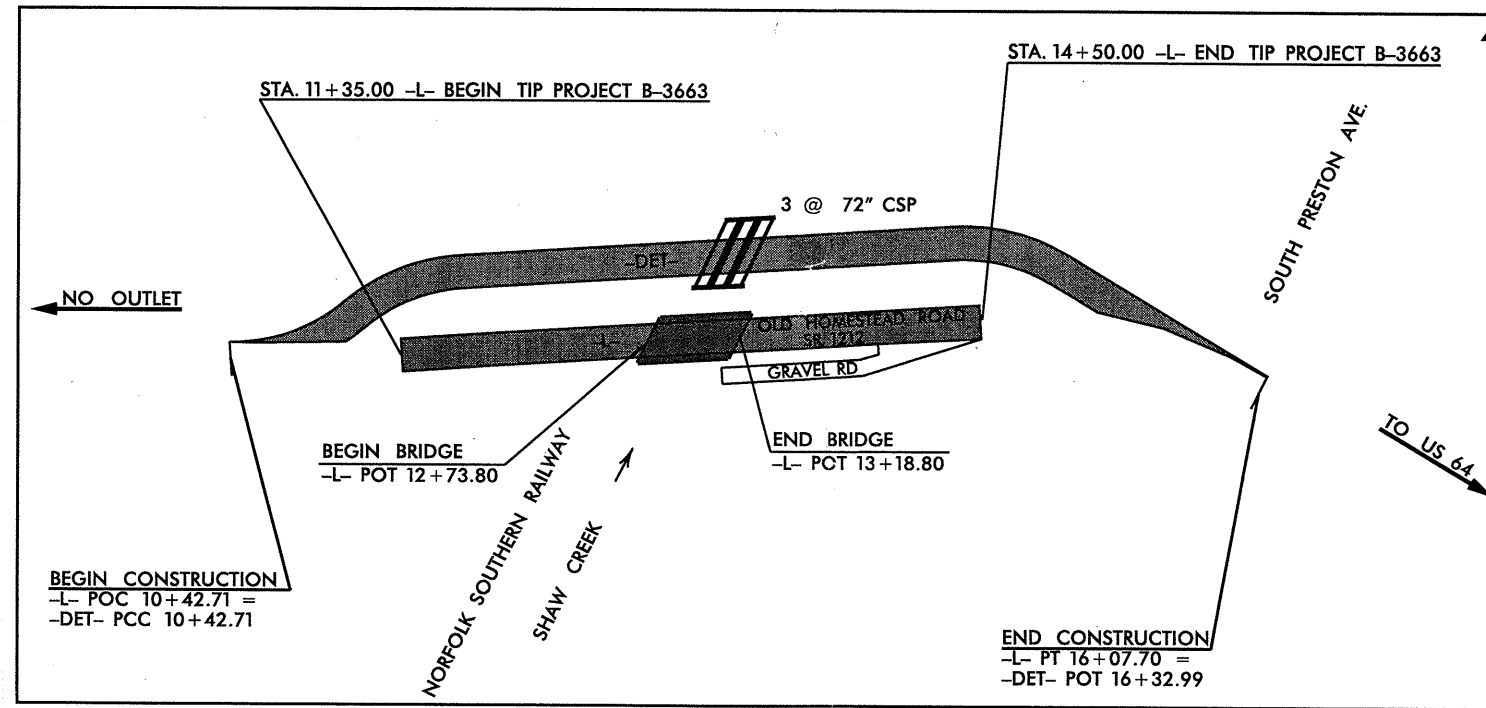 STA. 14+50.00 -L- END TIP PROJECT B-3663
STA. 11+35.00 -L- BEGIN TIP PROJECT B-3663
SOUTH PRESTON AVE.
3 @ 72" CSP
-DET-
NO OUTLET
OLD HOMESTEAD ROAD
-L-
SR 1212
GRAVEL RD
BEGIN BRIDGE
-L- POT 12+73.80
END BRIDGE
-L- POT 13+18.80
TO US 64
NORFOLK SOUTHERN RAILWAY
SHAW CREEK
BEGIN CONSTRUCTION
-L- POC 10+42.71 =
-DET- PCC 10+42.71
END CONSTRUCTION
-L- PT 16+07.70 =
-DET- POT 16+32.99